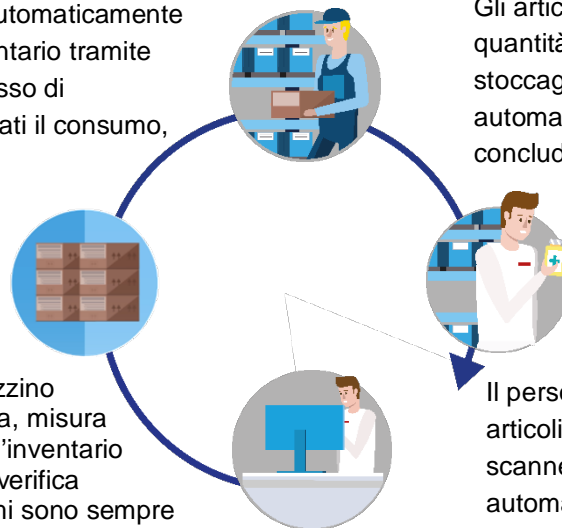 utomaticamente
ntario tramite
sso di
ati il consumo,
Gli artic
quantità
stoccag
automa
conclud
zzino
a, misura
l'inventario
verifica
ni sono sempre
Il perso
articoli
scanne
automa